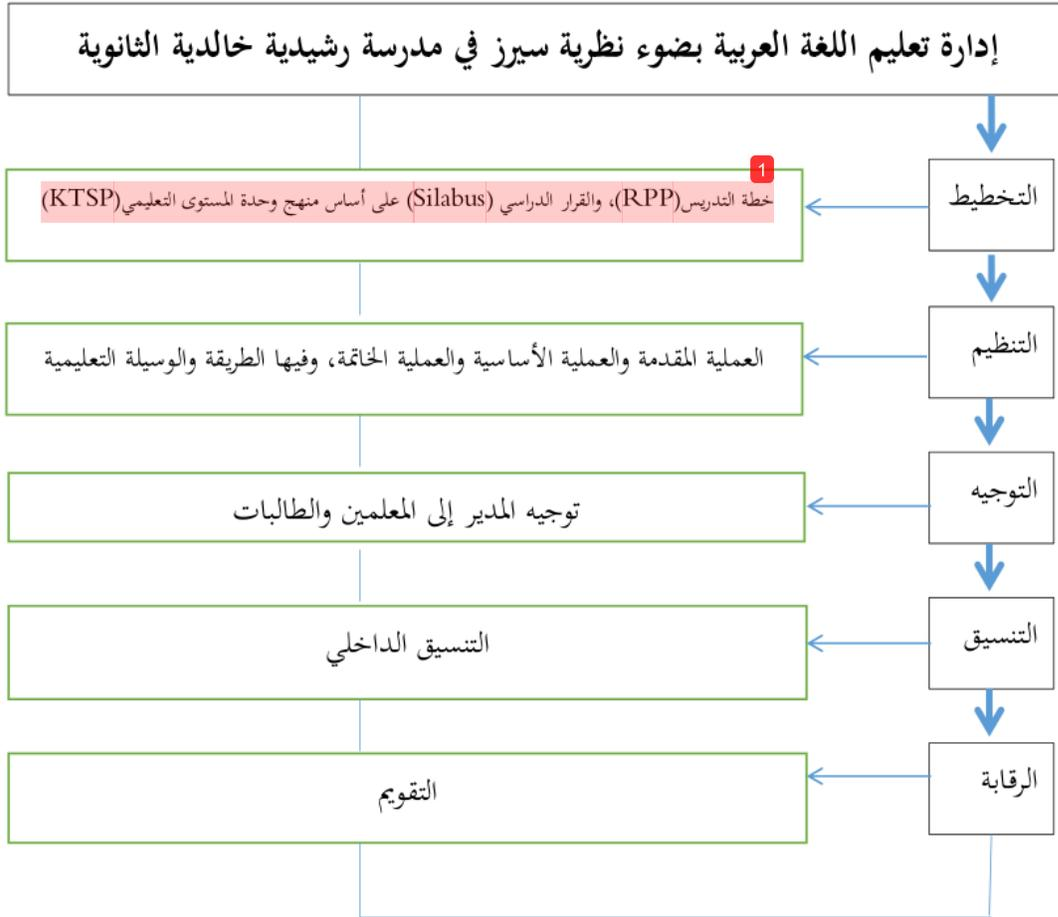 إدارة تعليم اللغة العربية بضوء نظرية سيرز في مدرسة رشيدية خالدية الثانوية
1
التخطيط
خطة التدريس(RPP)، والقرار الدراسي (Silabus) على أساس منهج وحدة المستوى التعليمي(KTSP)
التنظيم
العملية المقدمة والعملية الأساسية والعملية الخاتمة، وفيها الطريقة والوسيلة التعليمية
التوجيه
توجيه المدير إلى المعلمين والطالبات
التنسيق
التنسيق الداخلي
الرقابة
التقويم